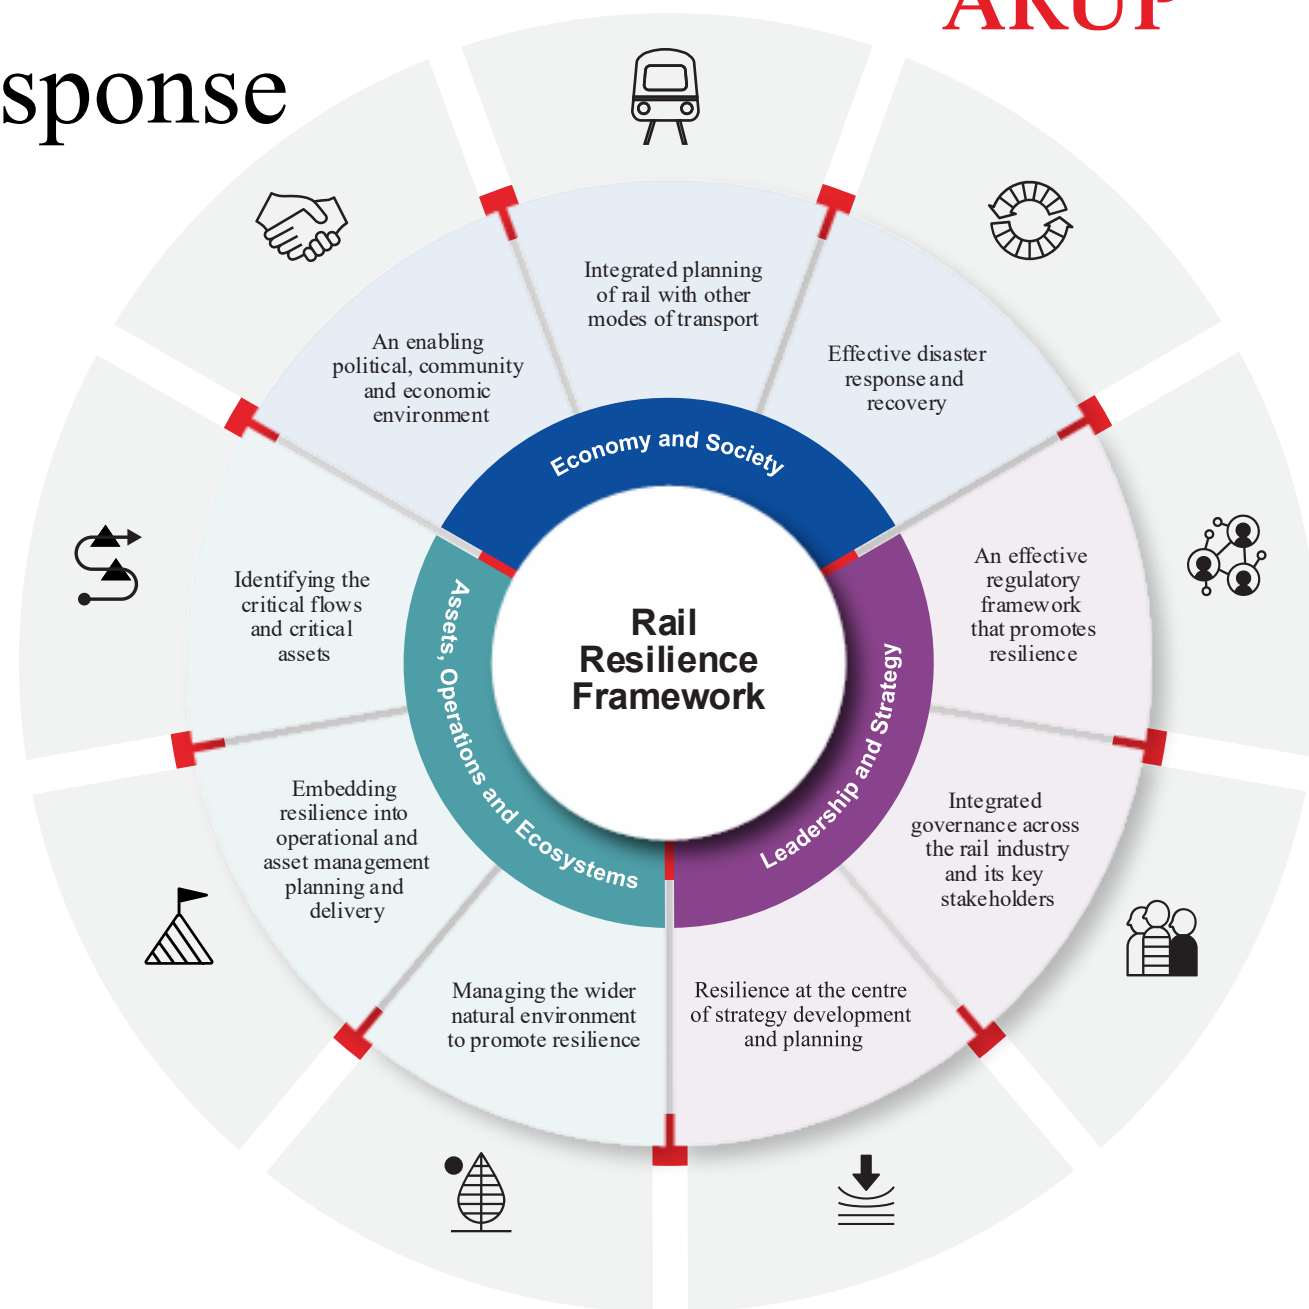 ARUP
sponse
Integrated planning
of rail with other
modes of transport
Effective disaster
response and
recovery
An effective
regulatory
framework
that promotes
resilience
Integrated
governance across
the rail industry
and its key
stakeholders
Resilience at the centre
of strategy development
and planning
Managing the wider
natural environment
to promote resilience
Embedding
resilience into
operational and
asset management
planning and
delivery
Identifying the
critical flows
and critical
assets
An enabling
political, community
and economic
environment
Economy and Society
Leadership and Strategy
Assets, Operations and Ecosystems
Rail
Resilience
Framework